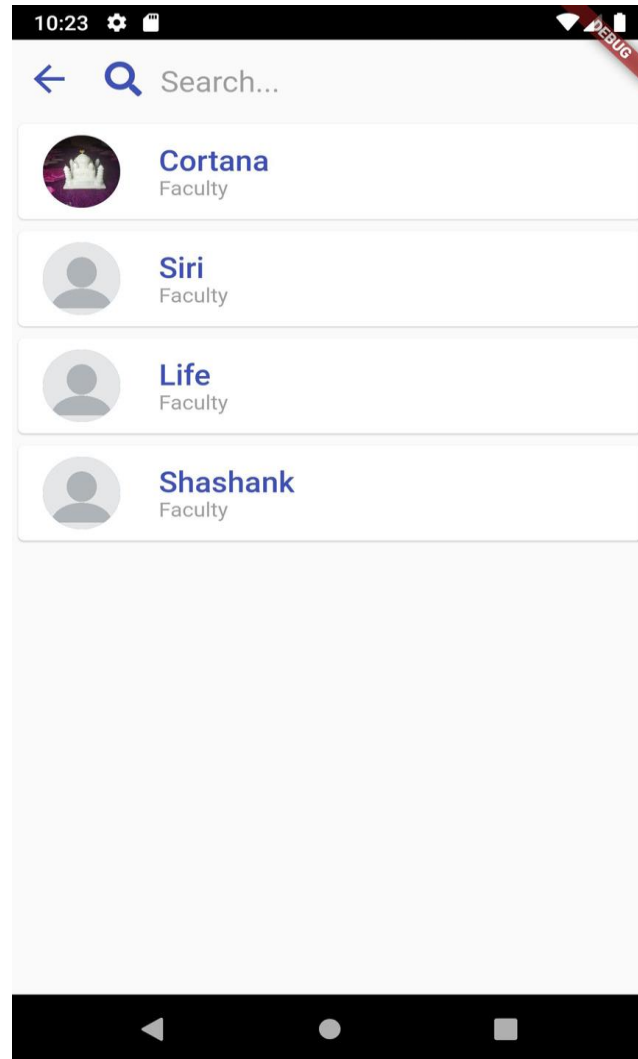 10:23
DEBUG
Search...
Cortana
Faculty
Siri
Faculty
Life
Faculty
Shashank
Faculty